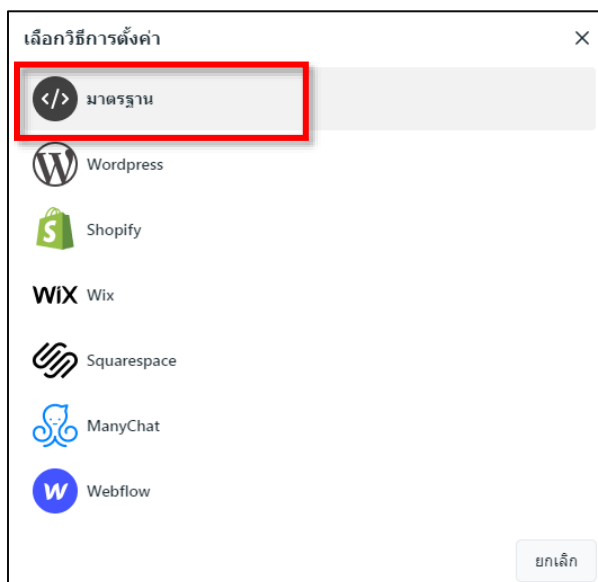 เลือกวิธีการตั้งค่า
</> มาตรฐาน
Wordpress
Shopify
WiX Wix
Squarespace
ManyChat
Webflow
ยกเลิก